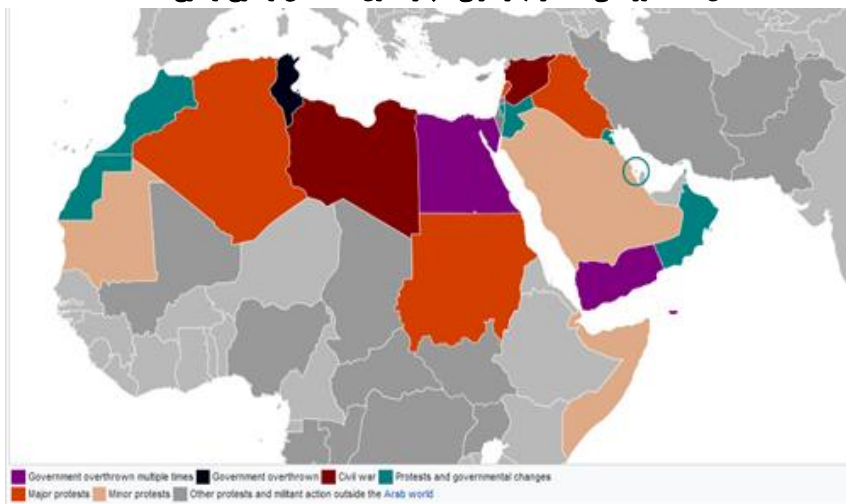 Government overthrown multiple times Government overthrown Civil war Protests and governmental changes
Major protests Minor protests Other protests and militant action outside the Arab world